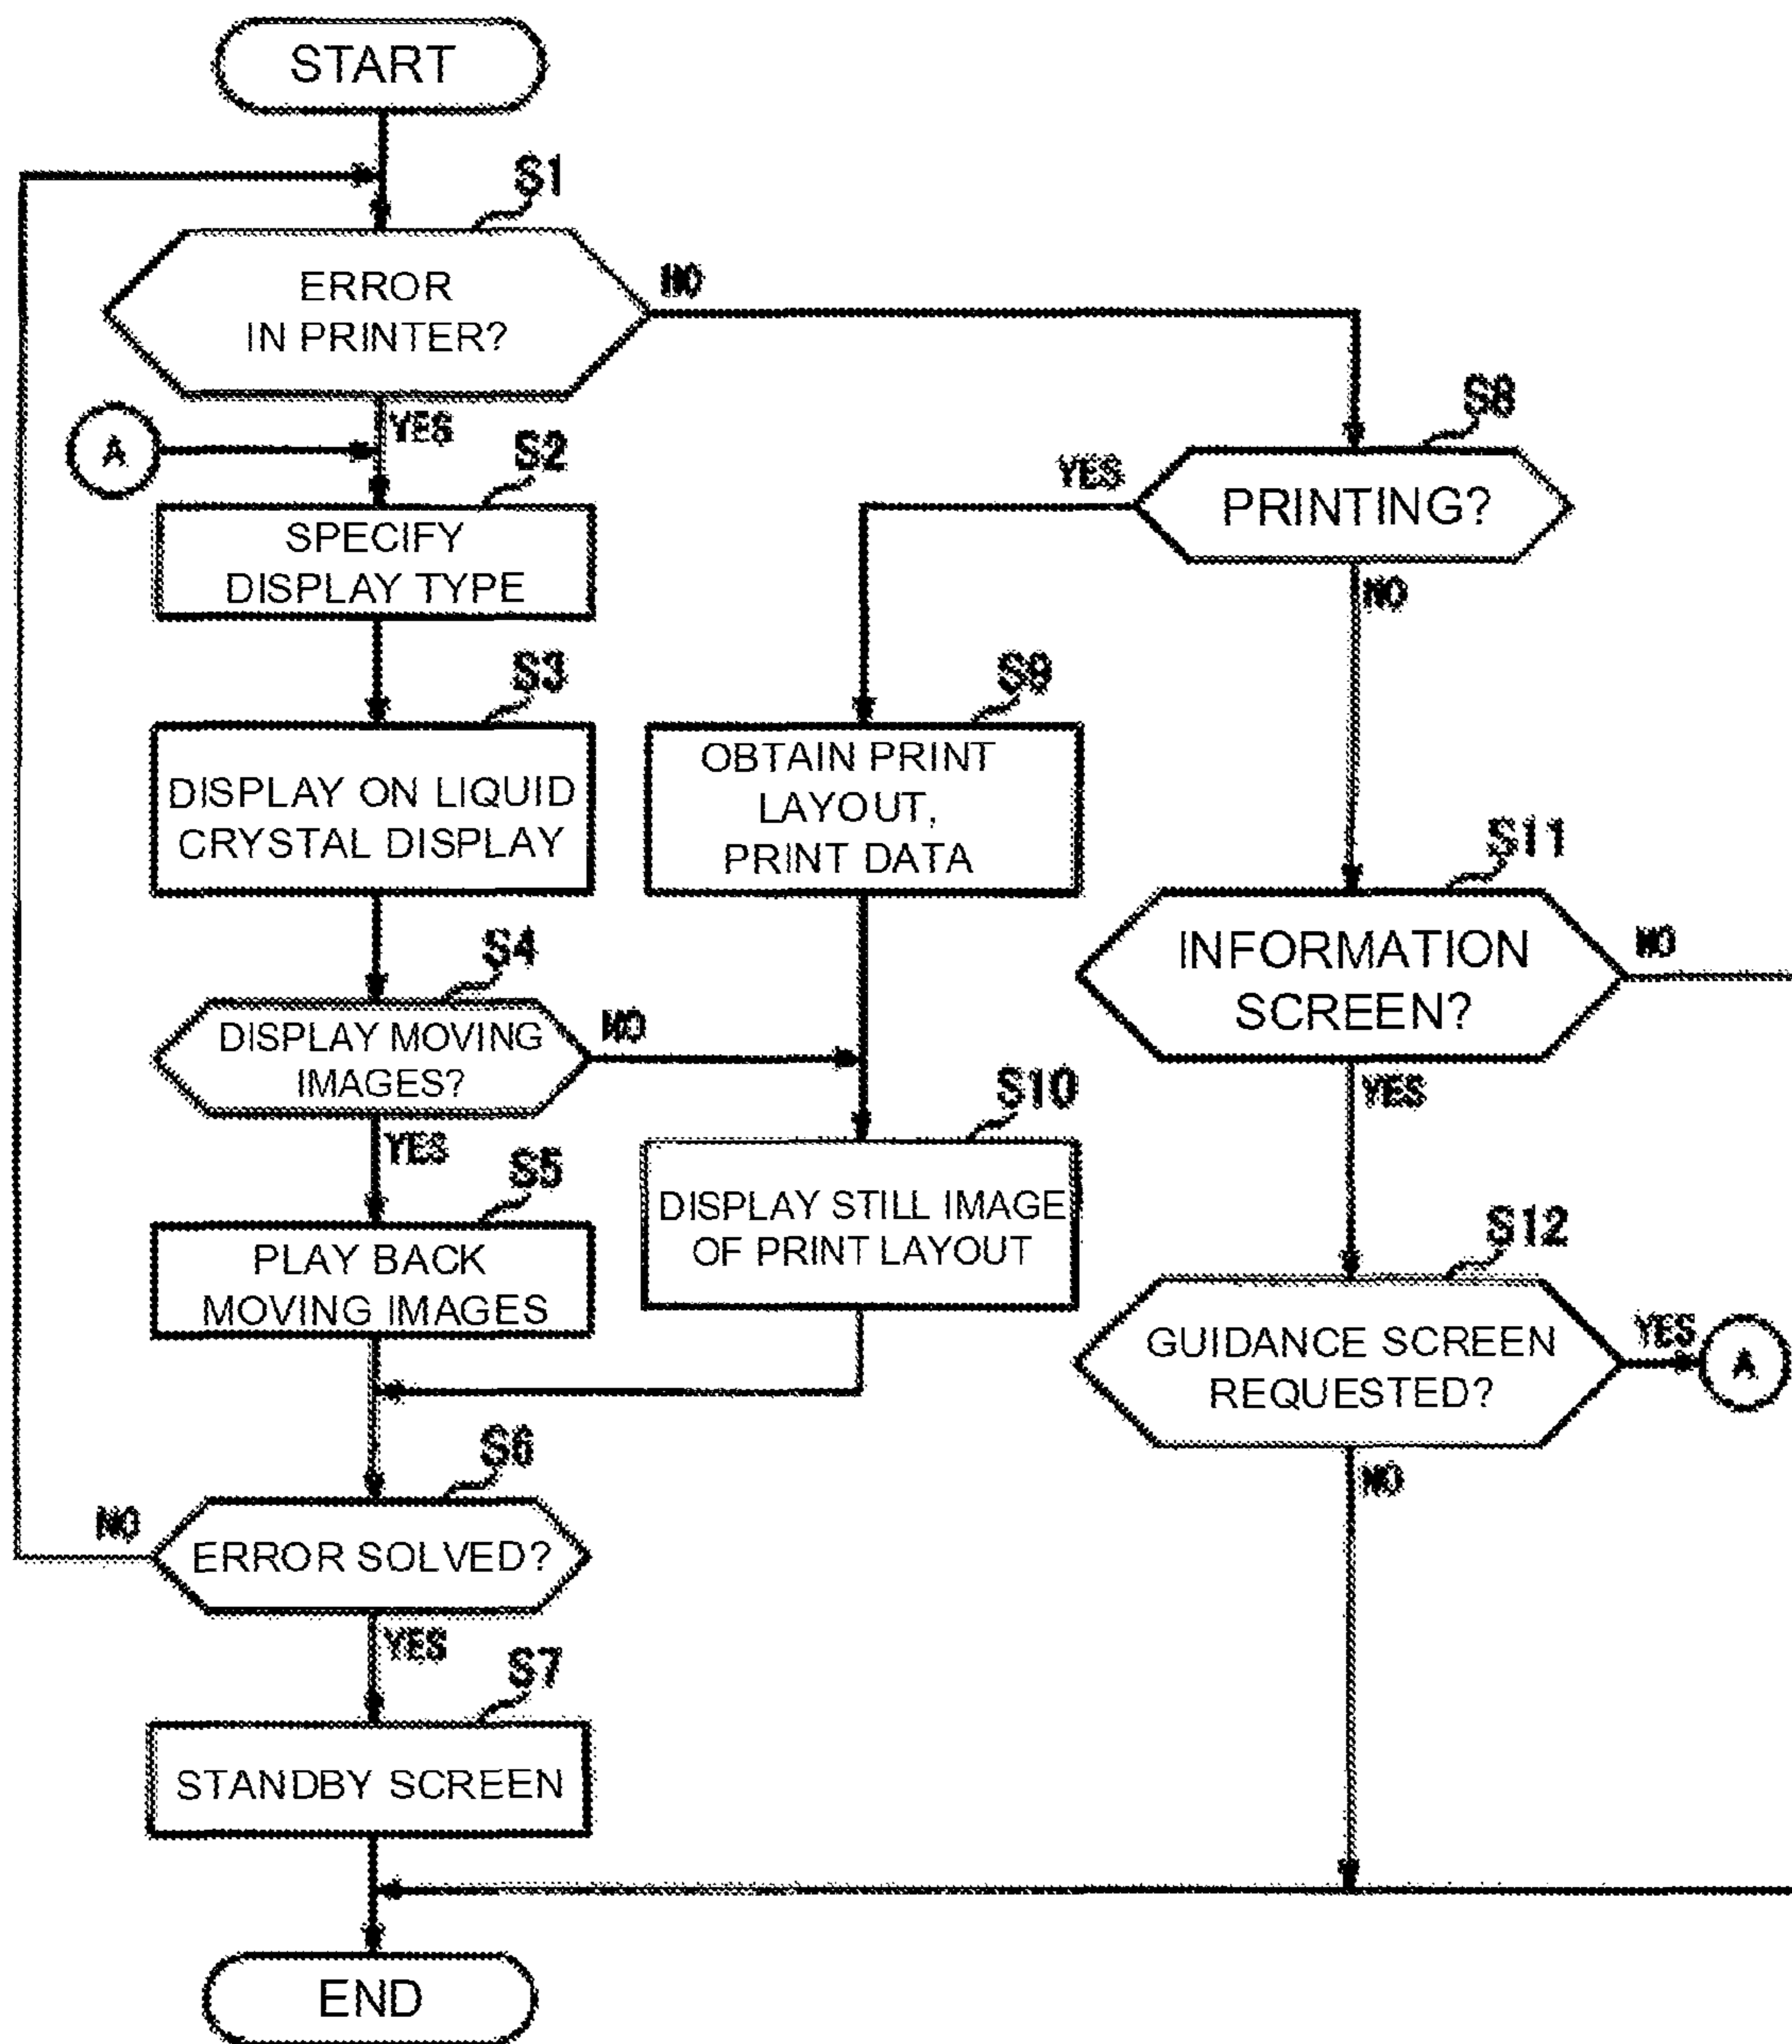 START
S1
ERROR
IN PRINTER?
NO
YES
A
S2
SPECIFY
DISPLAY TYPE
S3
DISPLAY ON LIQUID
CRYSTAL DISPLAY
S4
DISPLAY MOVING
IMAGES?
NO
YES
S5
PLAY BACK
MOVING IMAGES
S6
ERROR SOLVED?
NO
YES
S7
STANDBY SCREEN
END
S8
PRINTING?
YES
NO
S9
OBTAIN PRINT
LAYOUT,
PRINT DATA
S10
DISPLAY STILL IMAGE
OF PRINT LAYOUT
S11
INFORMATION
SCREEN?
NO
YES
S12
GUIDANCE SCREEN
REQUESTED?
YES
A
NO